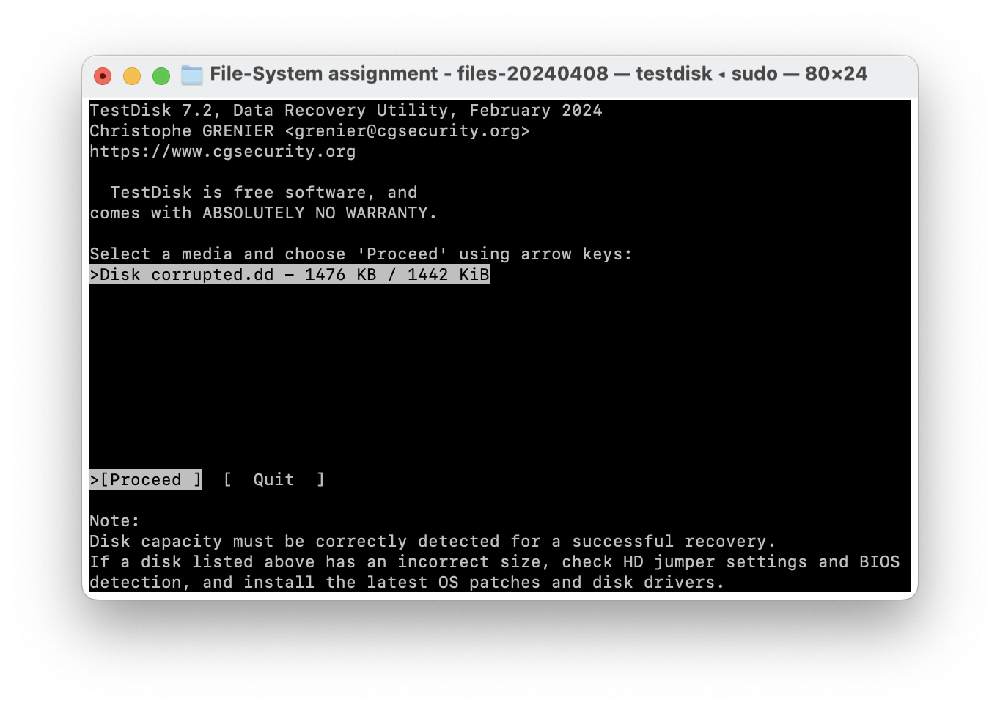 File-System assignment - files-20240408 — testdisk ◂ sudo — 80×24
TestDisk 7.2, Data Recovery Utility, February 2024
Christophe GRENIER <grenier@cgsecurity.org>
https://www.cgsecurity.org
TestDisk is free software, and
comes with ABSOLUTELY NO WARRANTY.
Select a media and choose 'Proceed' using arrow keys:
>Disk corrupted.dd - 1476 KB / 1442 KiB
>[Proceed ]  [  Quit  ]
Note:
Disk capacity must be correctly detected for a successful recovery.
If a disk listed above has an incorrect size, check HD jumper settings and BIOS
detection, and install the latest OS patches and disk drivers.